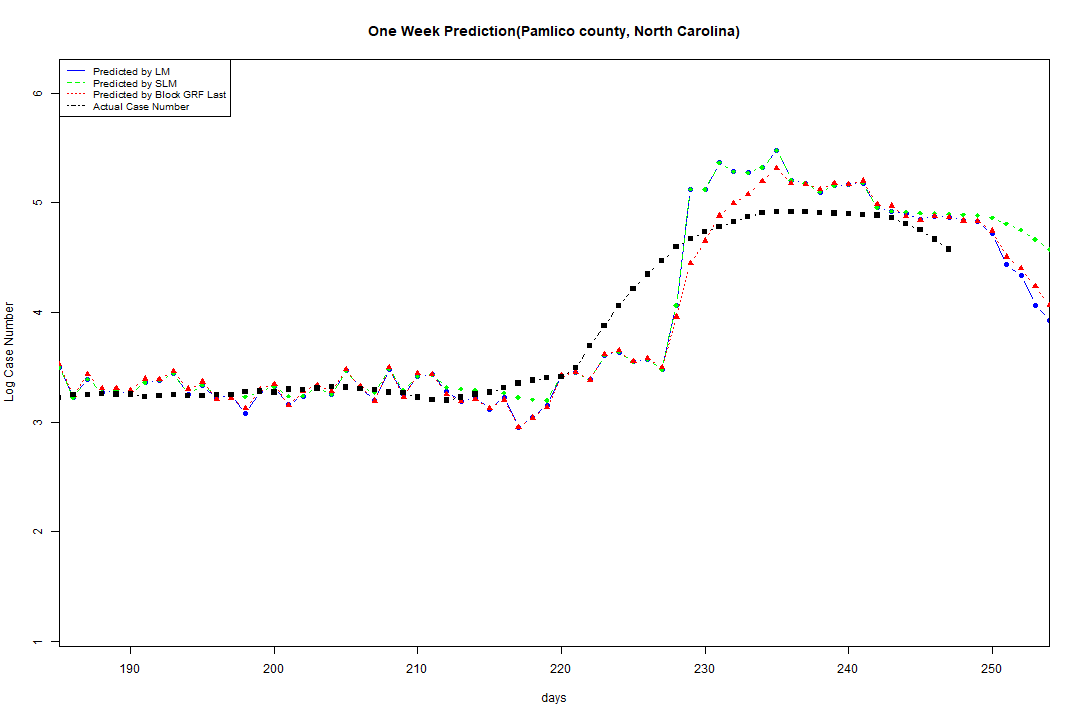 One Week Prediction(Pamlico county, North Carolina)
Predicted by LM
Predicted by SLM
Predicted by Block GRF Last
Actual Case Number
6
5
4
3
2
1
Log Case Number
190 200 210 220 230 240 250
days